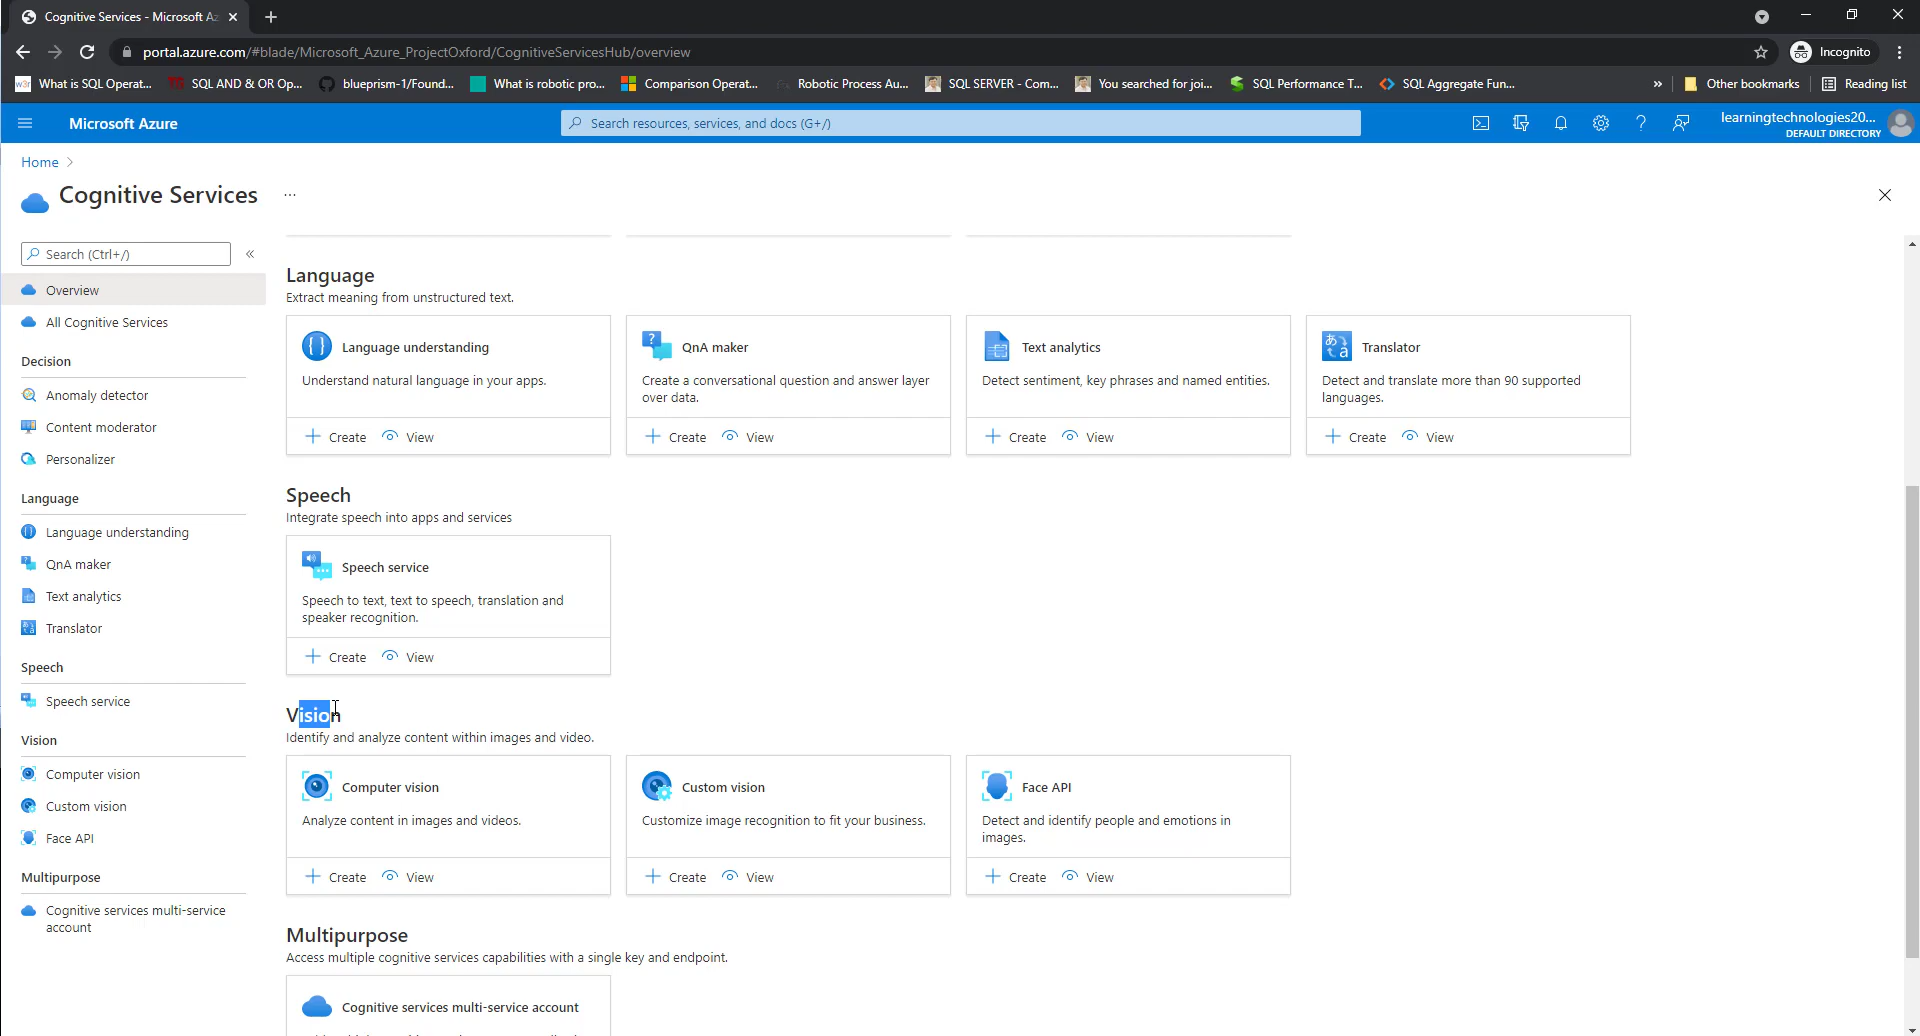 Cognitive Services - Microsoft Az
portal.azure.com/#blade/Microsoft_Azure_ProjectOxford/CognitiveServicesHub/overview
Incognito
What is SQL Operat...
SQL AND & OR Op...
blueprism-1/Found...
What is robotic pro...
Comparison Operat...
Robotic Process Au...
SQL SERVER - Com...
You searched for joi...
SQL Performance T...
SQL Aggregate Fun...
»
Other bookmarks
Reading list
Microsoft Azure
Search resources, services, and docs (G+/)
learningtechnologies20...
DEFAULT DIRECTORY
Home >
Cognitive Services
...
Search (Ctrl+/)
«
Overview
All Cognitive Services
Decision
Anomaly detector
Content moderator
Personalizer
Language
Language understanding
QnA maker
Text analytics
Translator
Speech
Speech service
Vision
Computer vision
Custom vision
Face API
Multipurpose
Cognitive services multi-service
account
Language
Extract meaning from unstructured text.
Language understanding
Understand natural language in your apps.
Create
View
QnA maker
Create a conversational question and answer layer
over data.
Create
View
Text analytics
Detect sentiment, key phrases and named entities.
Create
View
Translator
Detect and translate more than 90 supported
languages.
Create
View
Speech
Integrate speech into apps and services
Speech service
Speech to text, text to speech, translation and
speaker recognition.
Create
View
Vision
Identify and analyze content within images and video.
Computer vision
Analyze content in images and videos.
Create
View
Custom vision
Customize image recognition to fit your business.
Create
View
Face API
Detect and identify people and emotions in
images.
Create
View
Multipurpose
Access multiple cognitive services capabilities with a single key and endpoint.
Cognitive services multi-service account